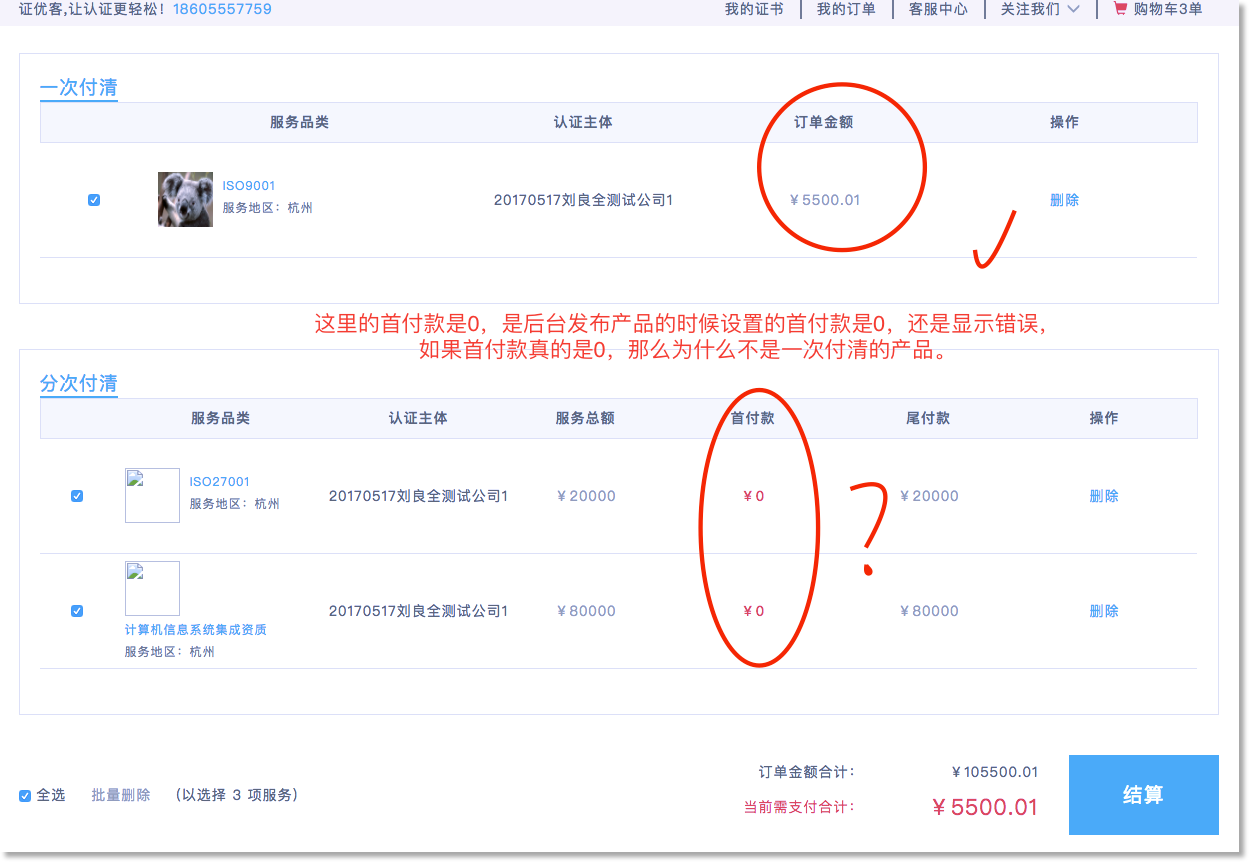 证优客,让认证更轻松! 18605557759 我的证书 我的订单 客服中心 关注我们 购物车3单
一次付清
服务品类 认证主体 订单金额 操作
ISO9001
服务地区：杭州
20170517刘良全测试公司1 ¥5500.01 删除
这里的首付款是0，是后台发布产品的时候设置的首付款是0，还是显示错误，
如果首付款真的是0，那么为什么不是一次付清的产品。
分次付清
服务品类 认证主体 服务总额 首付款 尾付款 操作
ISO27001
服务地区：杭州
20170517刘良全测试公司1 ¥20000 ¥0 ¥20000 删除
?
计算机信息系统集成资质
服务地区：杭州
20170517刘良全测试公司1 ¥80000 ¥0 ¥80000 删除
订单金额合计： ¥105500.01
全选 批量删除 （以选择 3 项服务）
当前需支付合计： ¥5500.01
结算